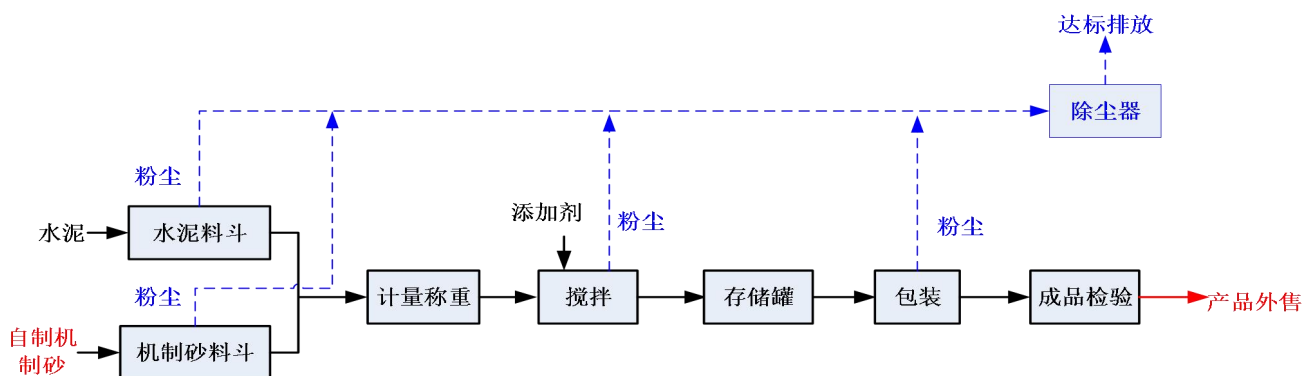 达标排放
除尘器
粉尘
水泥
水泥料斗
添加剂
粉尘
粉尘
粉尘
计量称重
搅拌
存储罐
包装
成品检验
产品外售
自制机
制砂
机制砂料斗